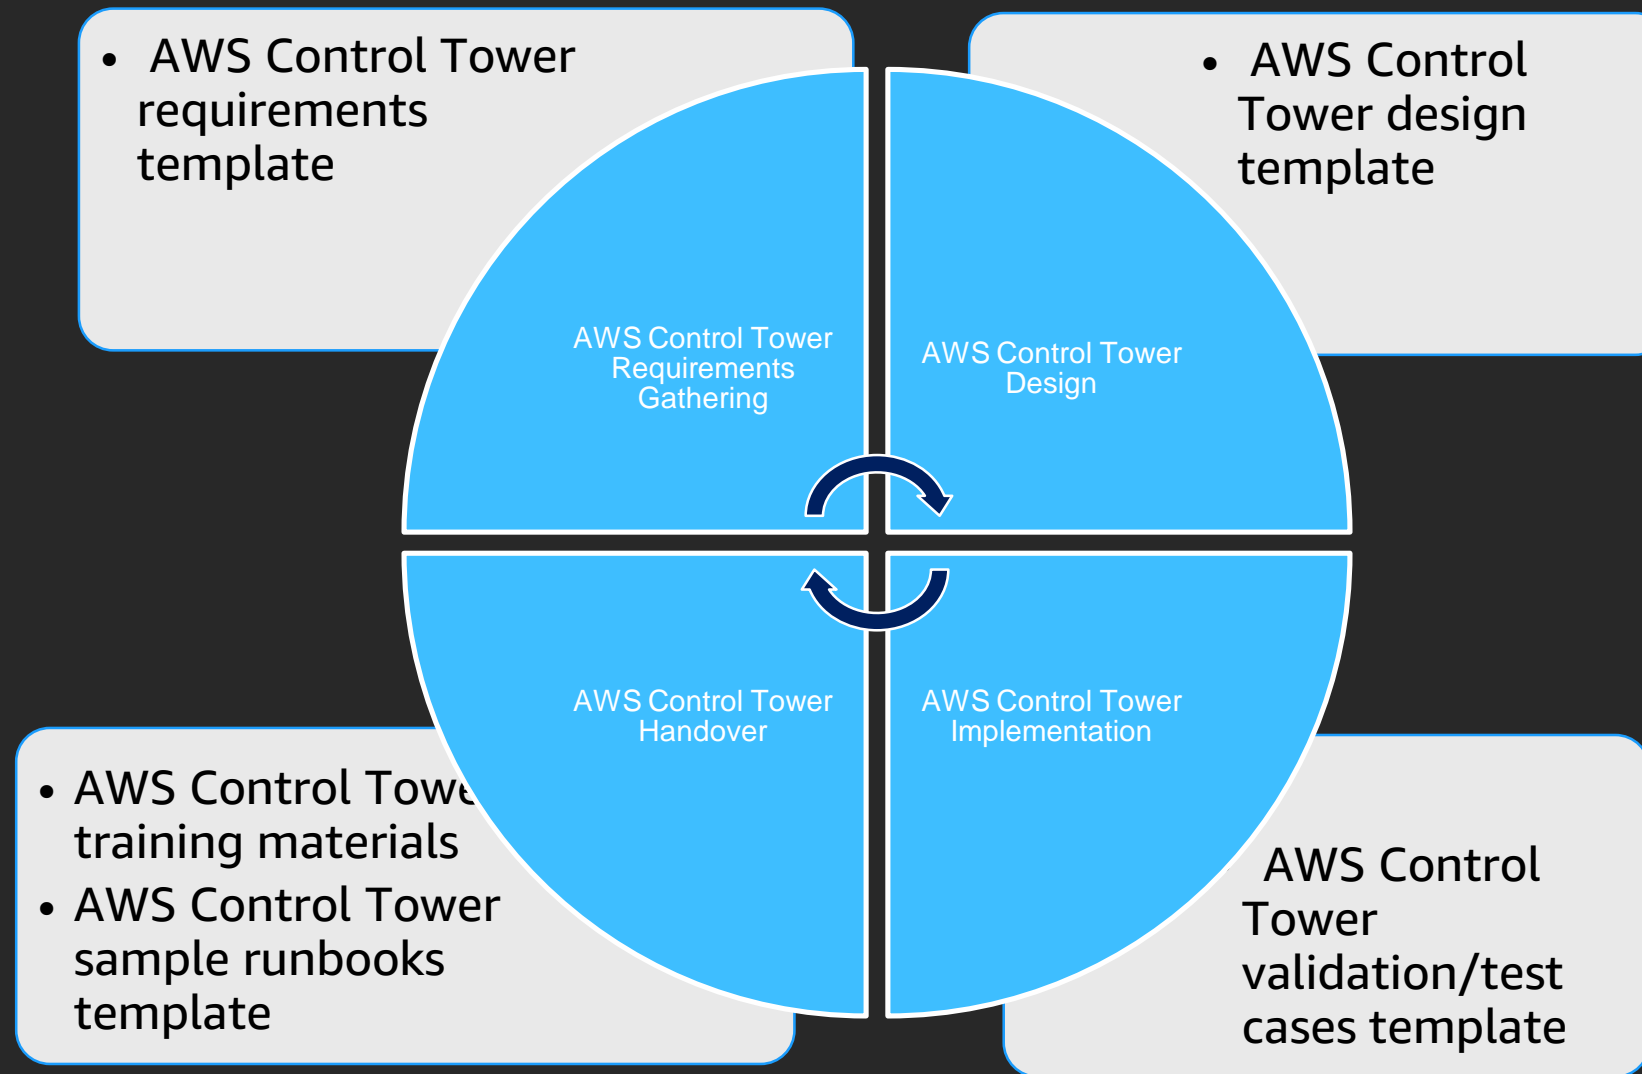 • AWS Control Tower
requirements
template
• AWS Control
Tower design
template
AWS Control Tower
Requirements
Gathering
AWS Control Tower
Design
AWS Control Tower
Handover
AWS Control Tower
Implementation
• AWS Control Towe
training materials
• AWS Control Tower
sample runbooks
template
AWS Control
Tower
validation/test
cases template